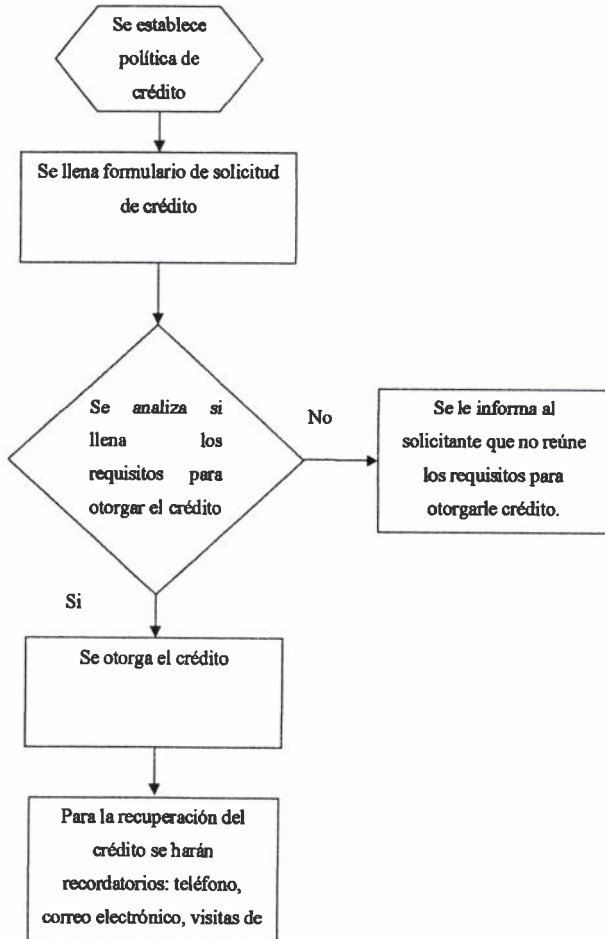 Se establece
política de
crédito
Se llena formulario de solicitud
de crédito
Se analiza si
llena los
requisitos para
otorgar el crédito
No
Se le informa al
solicitante que no reúne
los requisitos para
otorgarle crédito.
Si
Se otorga el crédito
Para la recuperación del
crédito se harán
recordatorios: teléfono,
correo electrónico, visitas de